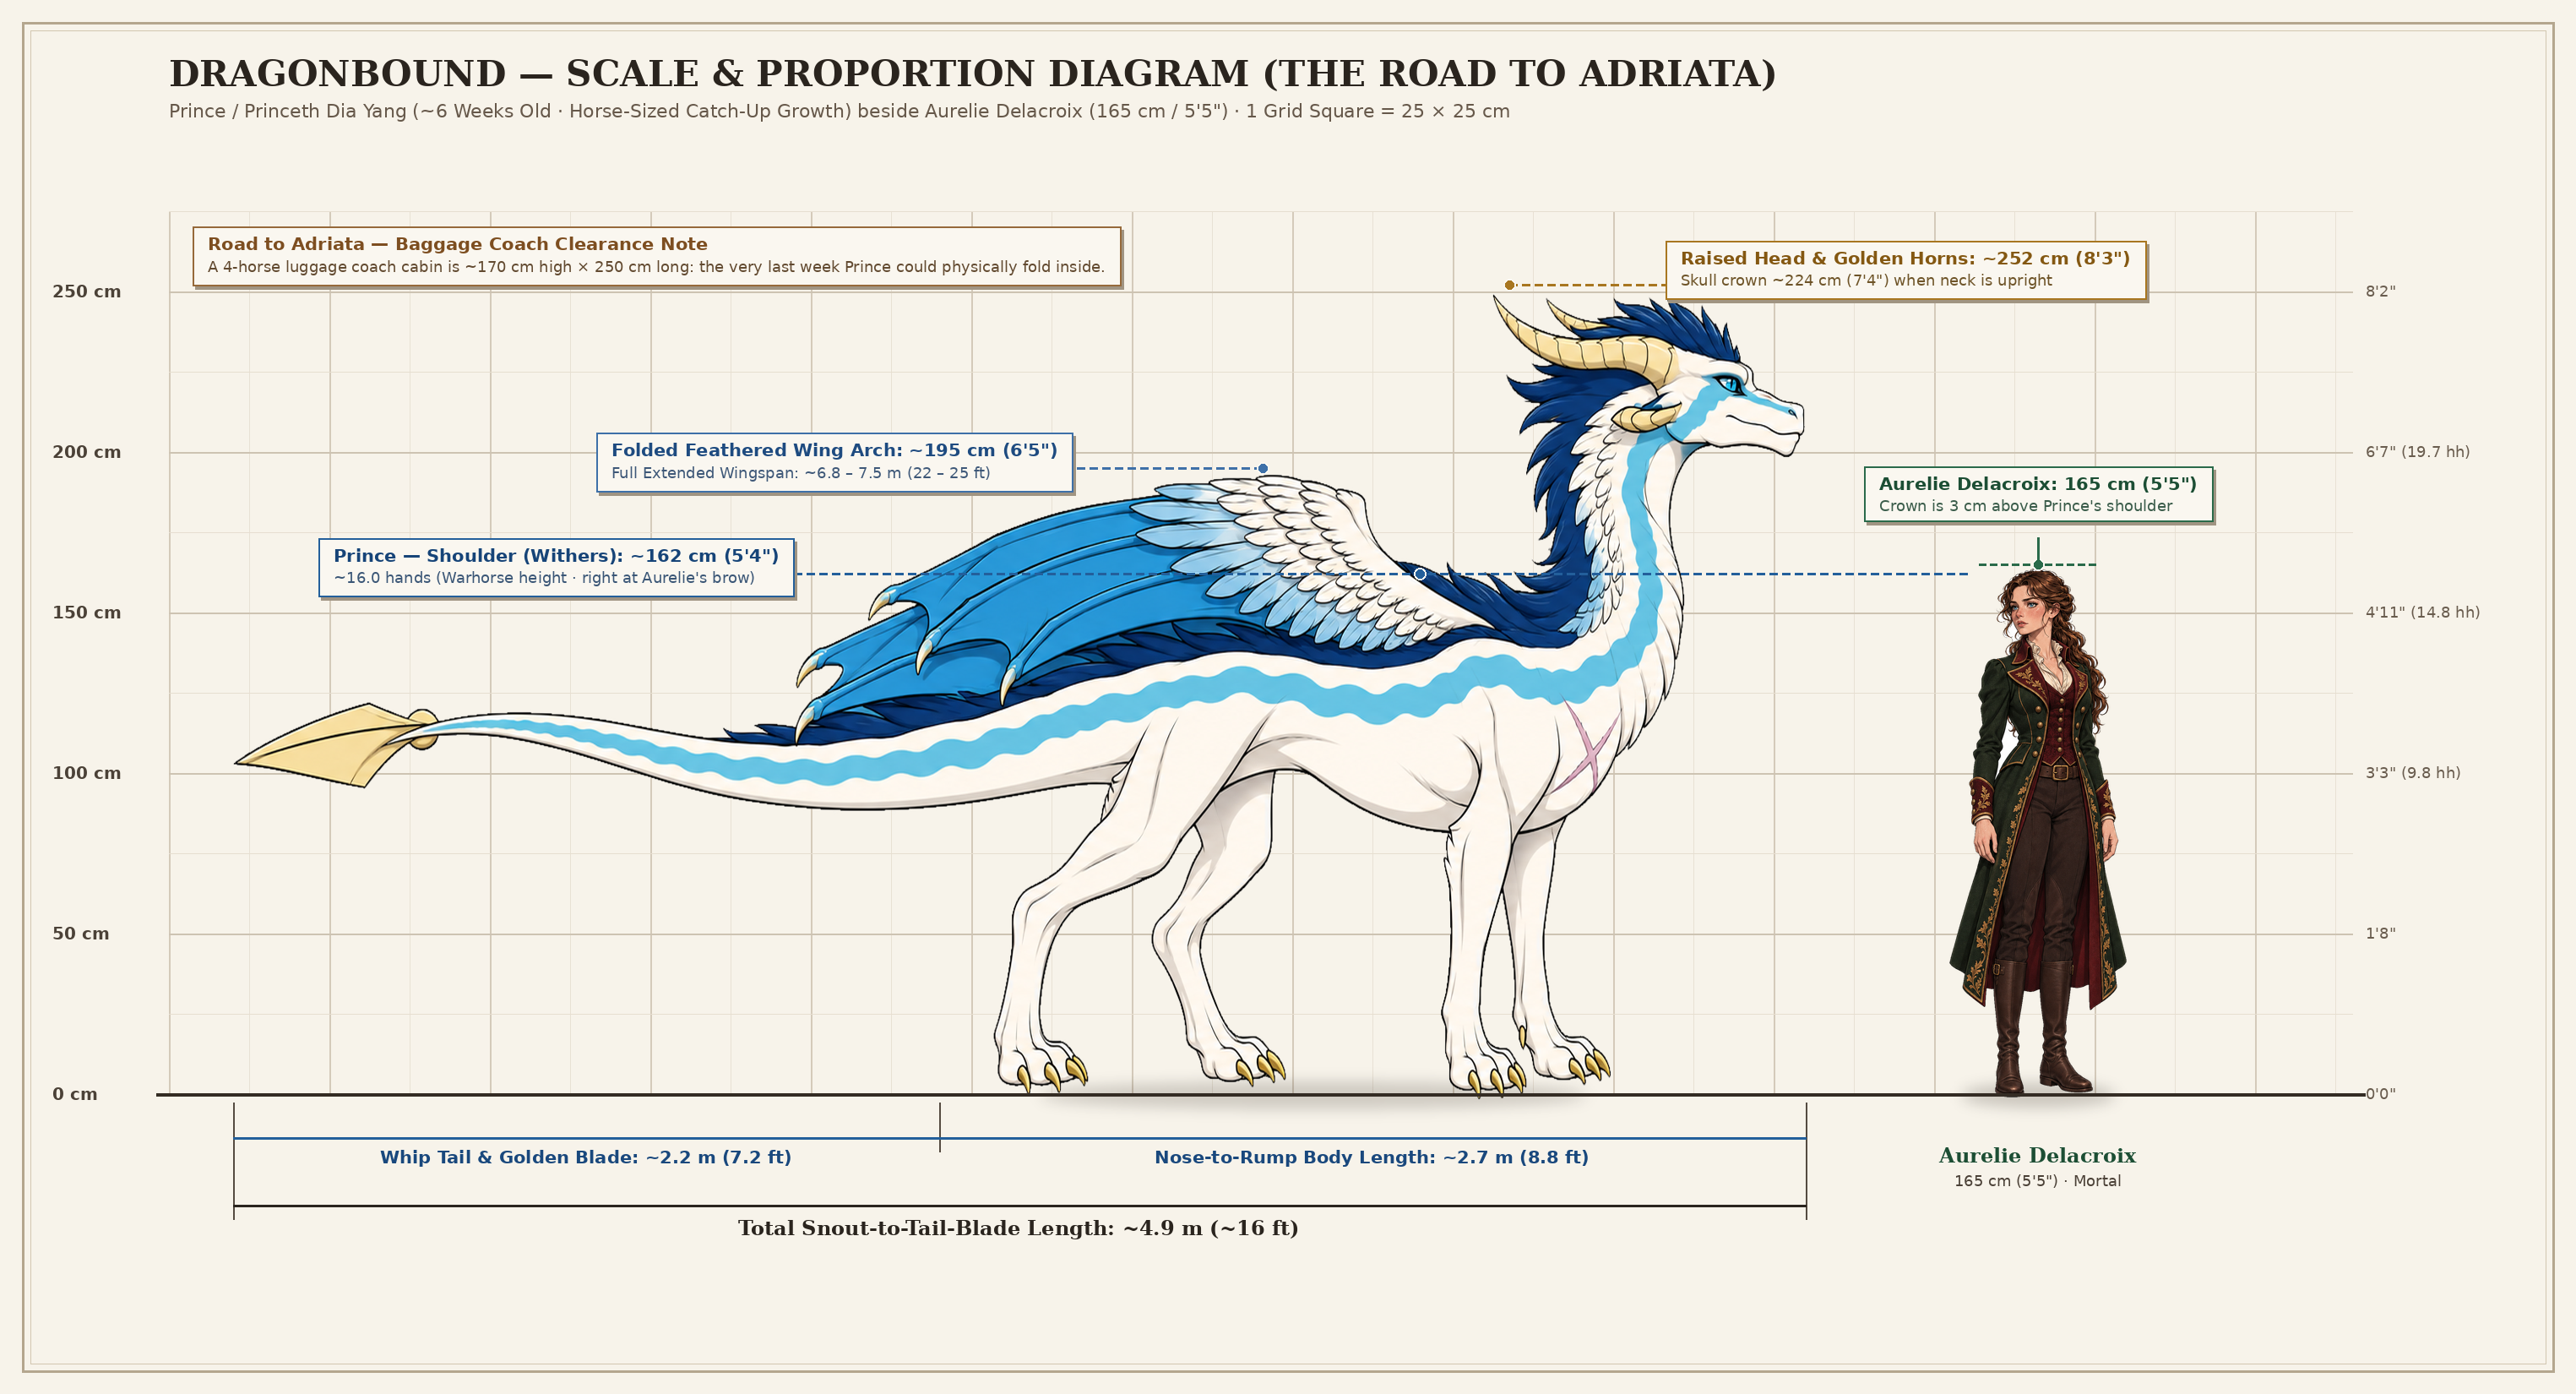 DRAGONBOUND — SCALE & PROPORTION DIAGRAM (THE ROAD TO ADRIATA)
Prince / Princeth Dia Yang (~6 Weeks Old · Horse-Sized Catch-Up Growth) beside Aurelie Delacroix (165 cm / 5'5") · 1 Grid Square = 25 × 25 cm
Road to Adriata — Baggage Coach Clearance Note
A 4-horse luggage coach cabin is ~170 cm high × 250 cm long: the very last week Prince could physically fold inside.
Raised Head & Golden Horns: ~252 cm (8'3")
Skull crown ~224 cm (7'4") when neck is upright
250 cm
8'2"
Folded Feathered Wing Arch: ~195 cm (6'5")
Full Extended Wingspan: ~6.8 – 7.5 m (22 – 25 ft)
200 cm
6'7" (19.7 hh)
Aurelie Delacroix: 165 cm (5'5")
Crown is 3 cm above Prince's shoulder
Prince — Shoulder (Withers): ~162 cm (5'4")
~16.0 hands (Warhorse height · right at Aurelie's brow)
150 cm
4'11" (14.8 hh)
100 cm
3'3" (9.8 hh)
50 cm
1'8"
0 cm
0'0"
Whip Tail & Golden Blade: ~2.2 m (7.2 ft)
Nose-to-Rump Body Length: ~2.7 m (8.8 ft)
Aurelie Delacroix
165 cm (5'5") · Mortal
Total Snout-to-Tail-Blade Length: ~4.9 m (~16 ft)